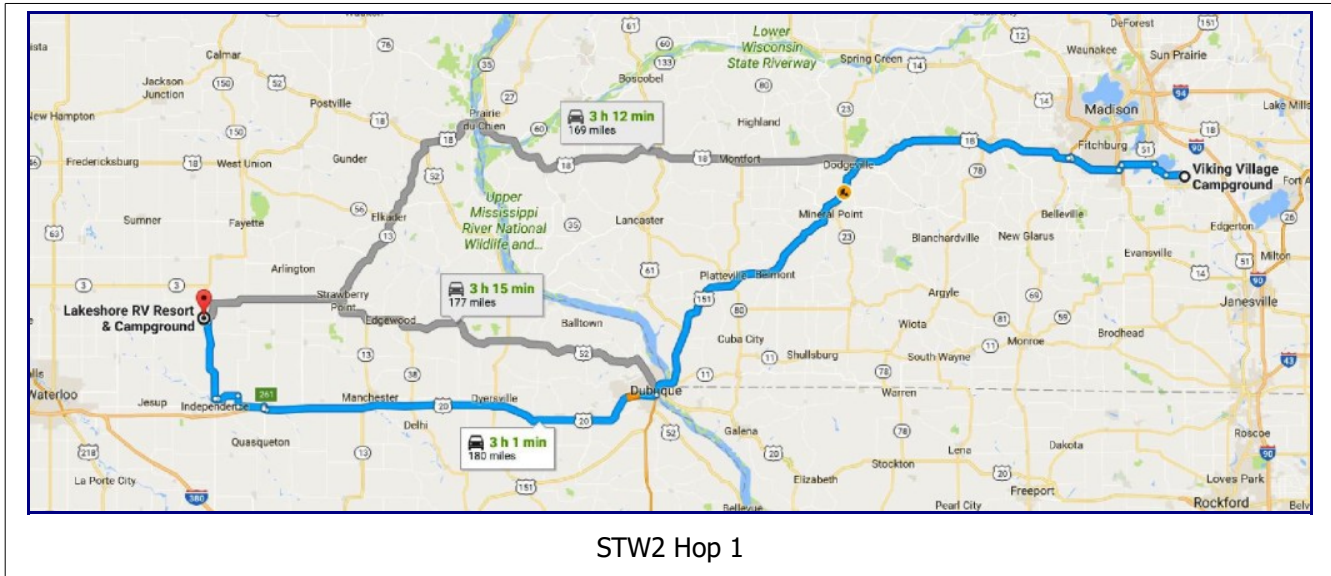 Lower
Wisconsin
State Riverway
DeForest
Waunakee
Sun Prairie
Spring Green
Calmar
Jackson
Junction
Postville
Boscobel
Prairie
du Chien
New Hampton
Madison
Lake Mills
Fitchburg
Highland
3 h 12 min
169 miles
Fredericksburg
West Union
Gunder
Montfort
Dodgeville
Viking Village
Campground
Fort A
Upper
Mississippi
River National
Wildlife and...
Sumner
Fayette
Elkader
Lancaster
Mineral Point
Belleville
Blanchardville
New Glarus
Edgerton
Evansville
Milton
Arlington
Platteville
Belmont
Strawberry
Point
3 h 15 min
177 miles
Lakeshore RV Resort
& Campground
Edgewood
Balltown
Argyle
Janesville
Cuba City
Wiota
Monroe
Brodhead
Shullsburg
South Wayne
alls
Waterloo
Jesup
Independence
261
Manchester
Dyersville
Dubuque
Warren
Delhi
Quasqueton
3 h 1 min
180 miles
Galena
Lena
Dakota
Roscoe
La Porte City
Stockton
Elizabeth
Freeport
Loves Park
Bellevue
Pearl City
Rockford
Belv
STW2 Hop 1